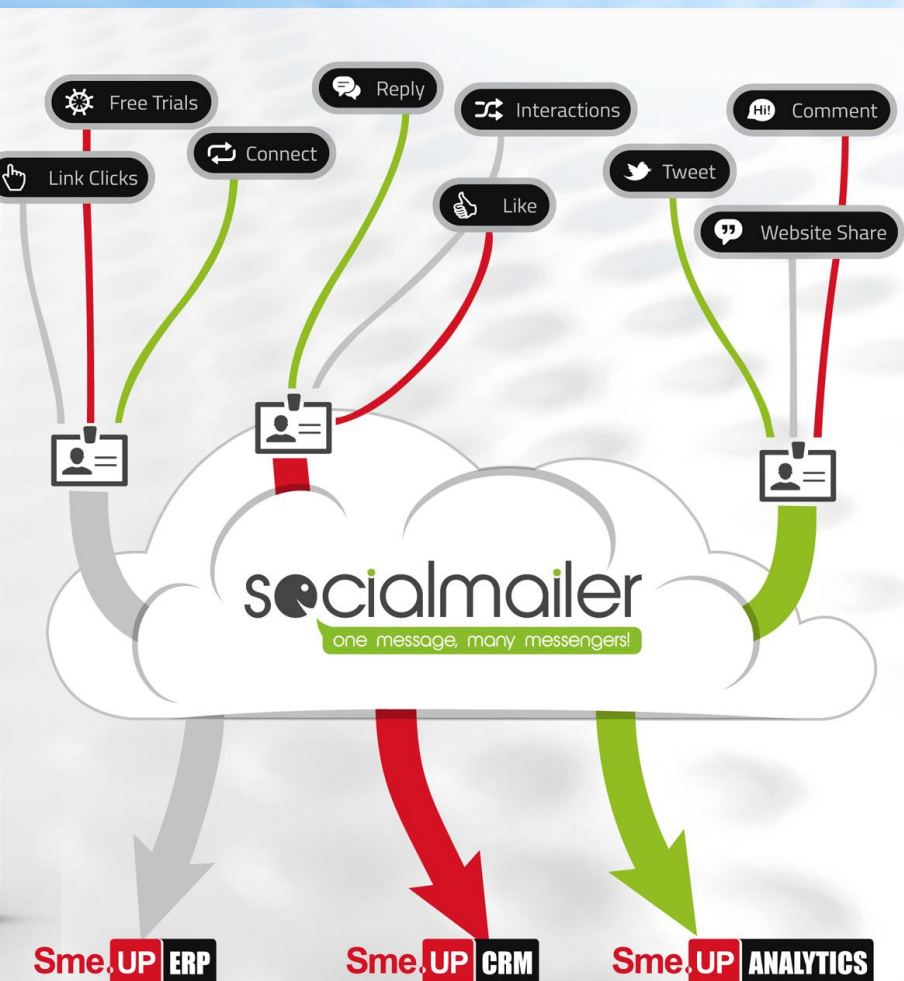 Free Trials
Reply
Interactions
Hi! Comment
Link Clicks
Connect
Tweet
Like
Website Share
socialmailer
one message, many messengers!
Sme.UP ERP
Sme.UP CRM
Sme.UP ANALYTICS